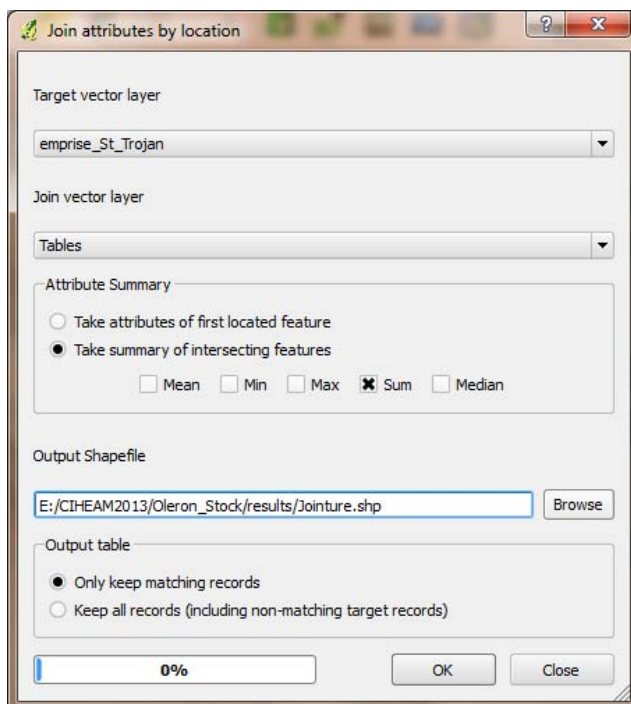 Join attributes by location
?
Target vector layer
emprise_St_Trojan
Join vector layer
Tables
Attribute Summary
Take attributes of first located feature
Take summary of intersecting features
Mean Min Max Sum Median
Output Shapefile
E:/CIHEAM2013/Oleron_Stock/results/Jointure.shp
Browse
Output table
Only keep matching records
Keep all records (including non-matching target records)
0%
OK
Close